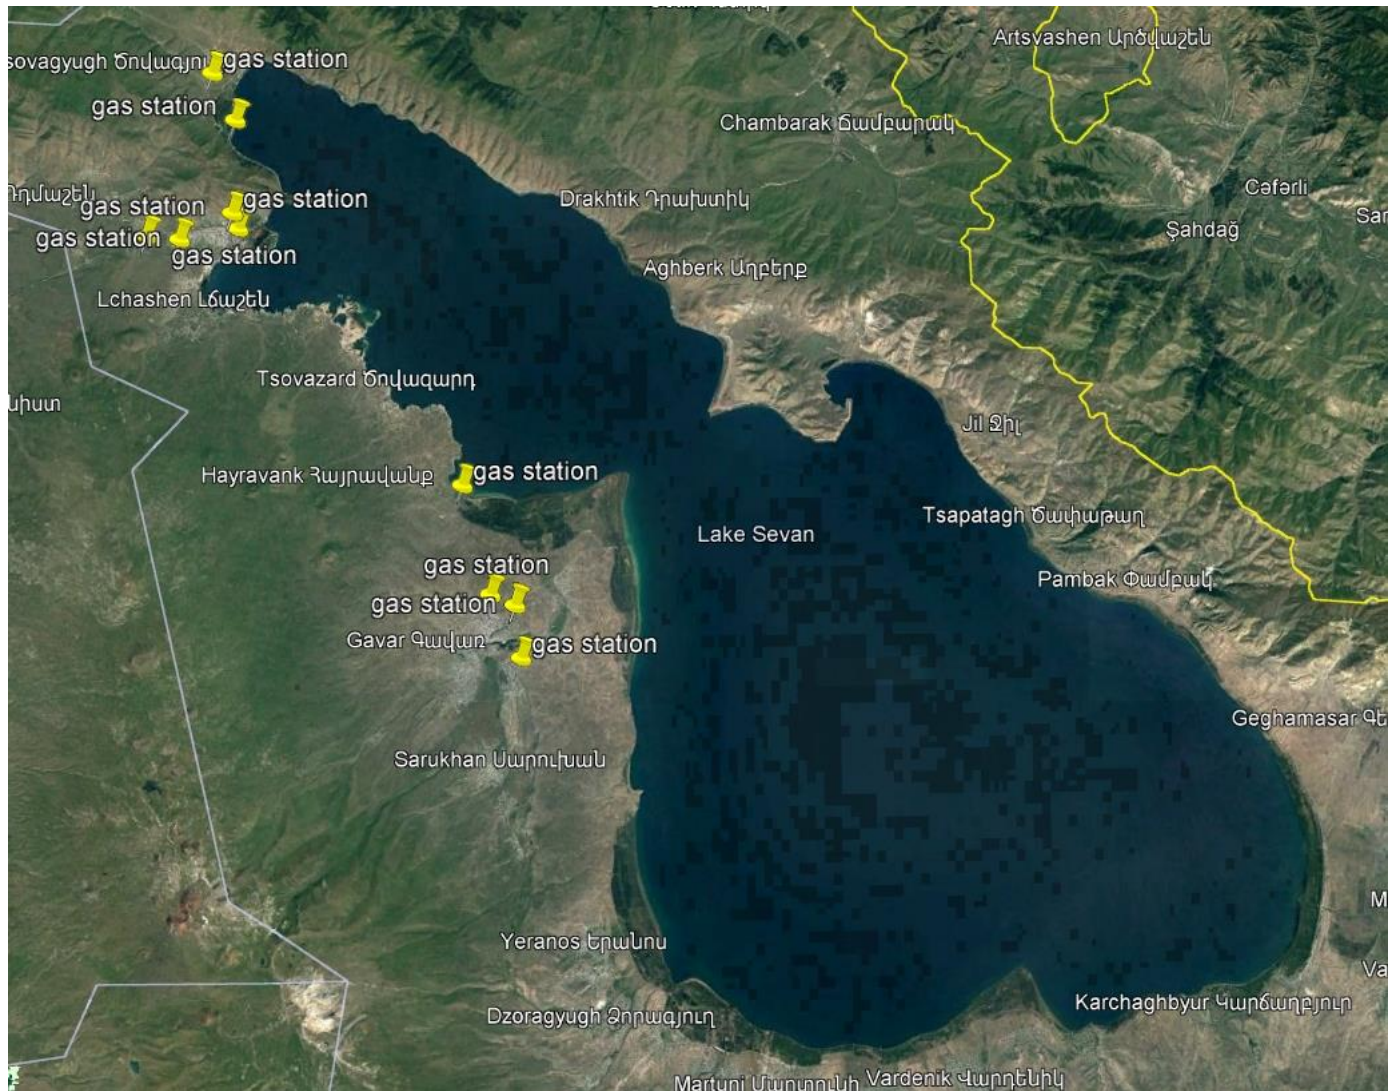 gas station
gas station
Artsvashen Արծվաշեն
Chambarak Ճամբարակ
Drakhtik Դրախտիկ
Cəfərli
Şahdağ
gas station
gas station
gas station
gas station
Aghberk Աղբերք
Lchashen Լճաշեն
Tsovazard Ծովազարդ
Jil Ջիլ
Hayravank Հայրավանք
gas station
Tsapatagh Ծափաթաղ
Lake Sevan
gas station
Pambak Փամբակ
gas station
Gavar Գավառ
gas station
Geghamasar
Sarukhan Սարուխան
Yeranos Երանոս
Karchaghbyur Կարճաղբյուր
Dzoragyugh Ձորագյուղ
Martuni Մարտունի
Vardenik Վարդենիկ